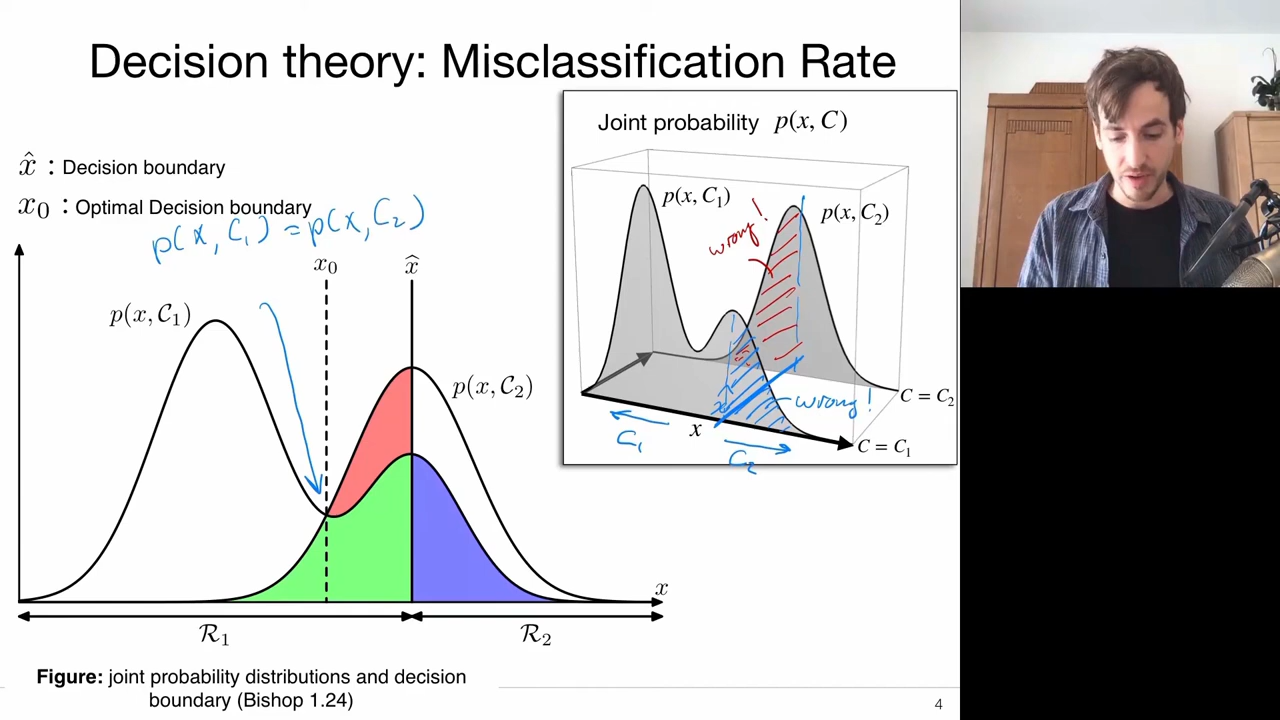 Decision theory: Misclassification Rate
x̂ : Decision boundary
x₀ : Optimal Decision boundary
p(x, C₁) = p(x, C₂)
x₀
x̂
p(x, 𝒞₁)
p(x, 𝒞₂)
x
ℛ₁
ℛ₂
Figure: joint probability distributions and decision
boundary (Bishop 1.24)
Joint probability p(x, C)
p(x, C₁)
p(x, C₂)
wrong!
wrong!
C = C₂
C = C₁
x̂
x
C₁
C₂
4